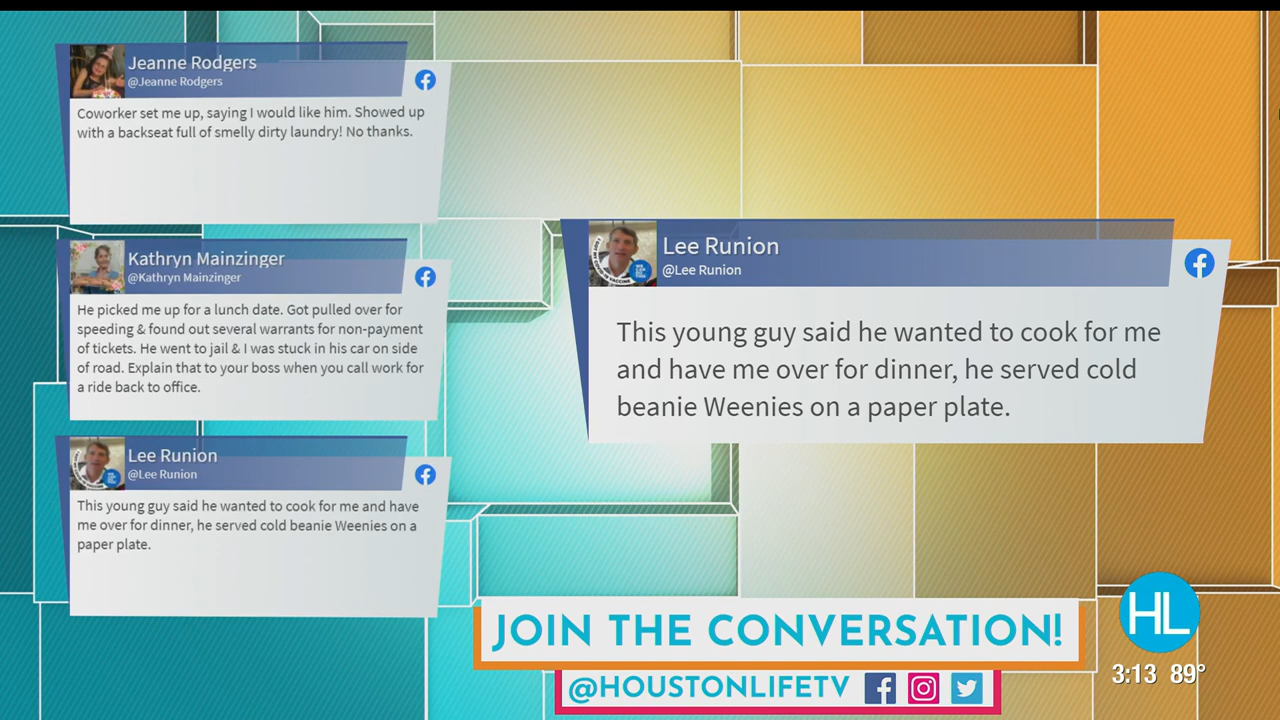 Jeanne Rodgers
@Jeanne Rodgers
Coworker set me up, saying I would like him. Showed up
with a backseat full of smelly dirty laundry! No thanks.
Kathryn Mainzinger
@Kathryn Mainzinger
He picked me up for a lunch date. Got pulled over for
speeding & found out several warrants for non-payment
of tickets. He went to jail & I was stuck in his car on side
of road. Explain that to your boss when you call work for
a ride back to office.
Lee Runion
@Lee Runion
This young guy said he wanted to cook for me and have
me over for dinner, he served cold beanie Weenies on a
paper plate.
Lee Runion
@Lee Runion
This young guy said he wanted to cook for me
and have me over for dinner, he served cold
beanie Weenies on a paper plate.
JOIN THE CONVERSATION!
@HOUSTONLIFETV
HL
3:13 89°